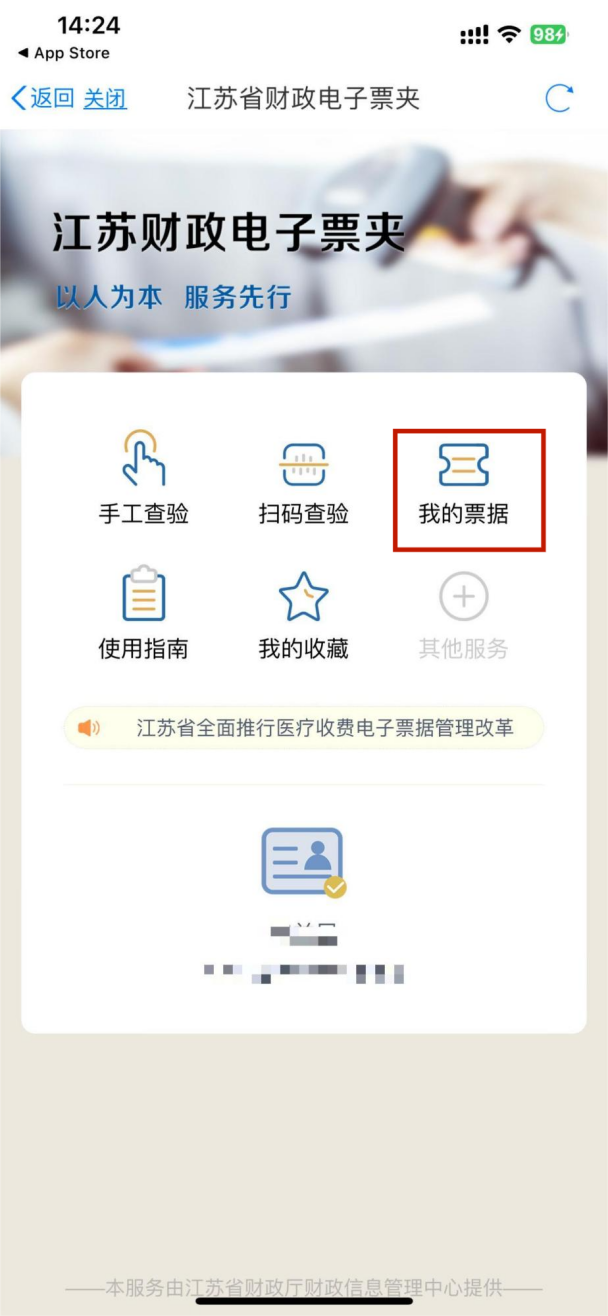 14:24
98
App Store
返回 关闭 江苏省财政电子票夹
江苏财政电子票夹
以人为本 服务先行
手工查验 扫码查验 我的票据
使用指南 我的收藏 其他服务
江苏省全面推行医疗收费电子票据管理改革
——本服务由江苏省财政厅财政信息管理中心提供——